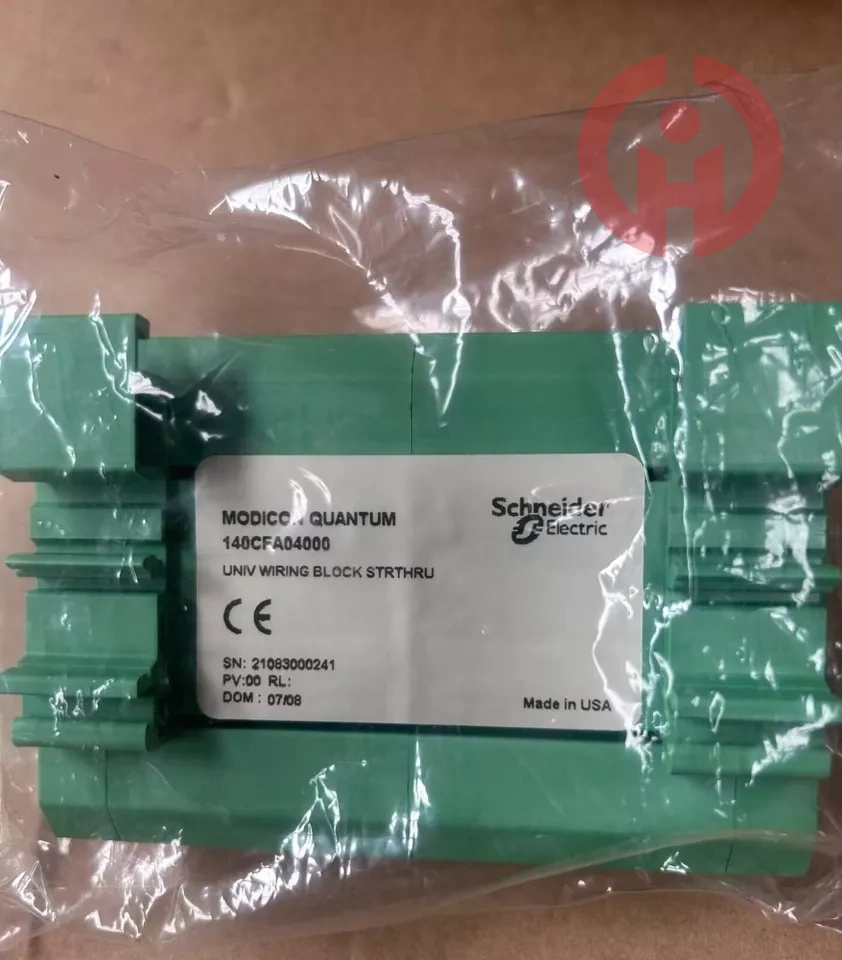 MODICON QUANTUM
140CFA04000
UNIV WIRING BLOCK STRTHRU
CE
SN: 21083000241
PV:00 RL:
DOM : 07/08
Schneider
Electric
Made in USA